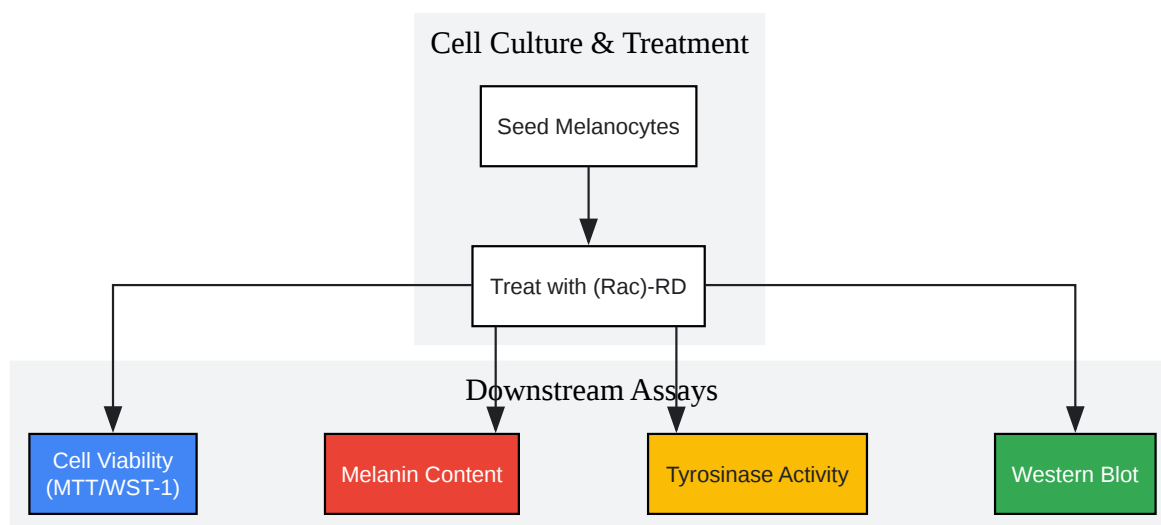 Cell Culture & Treatment
Seed Melanocytes
Treat with (Rac)-RD
Downstream Assays
Cell Viability
(MTT/WST-1)
Melanin Content
Tyrosinase Activity
Western Blot